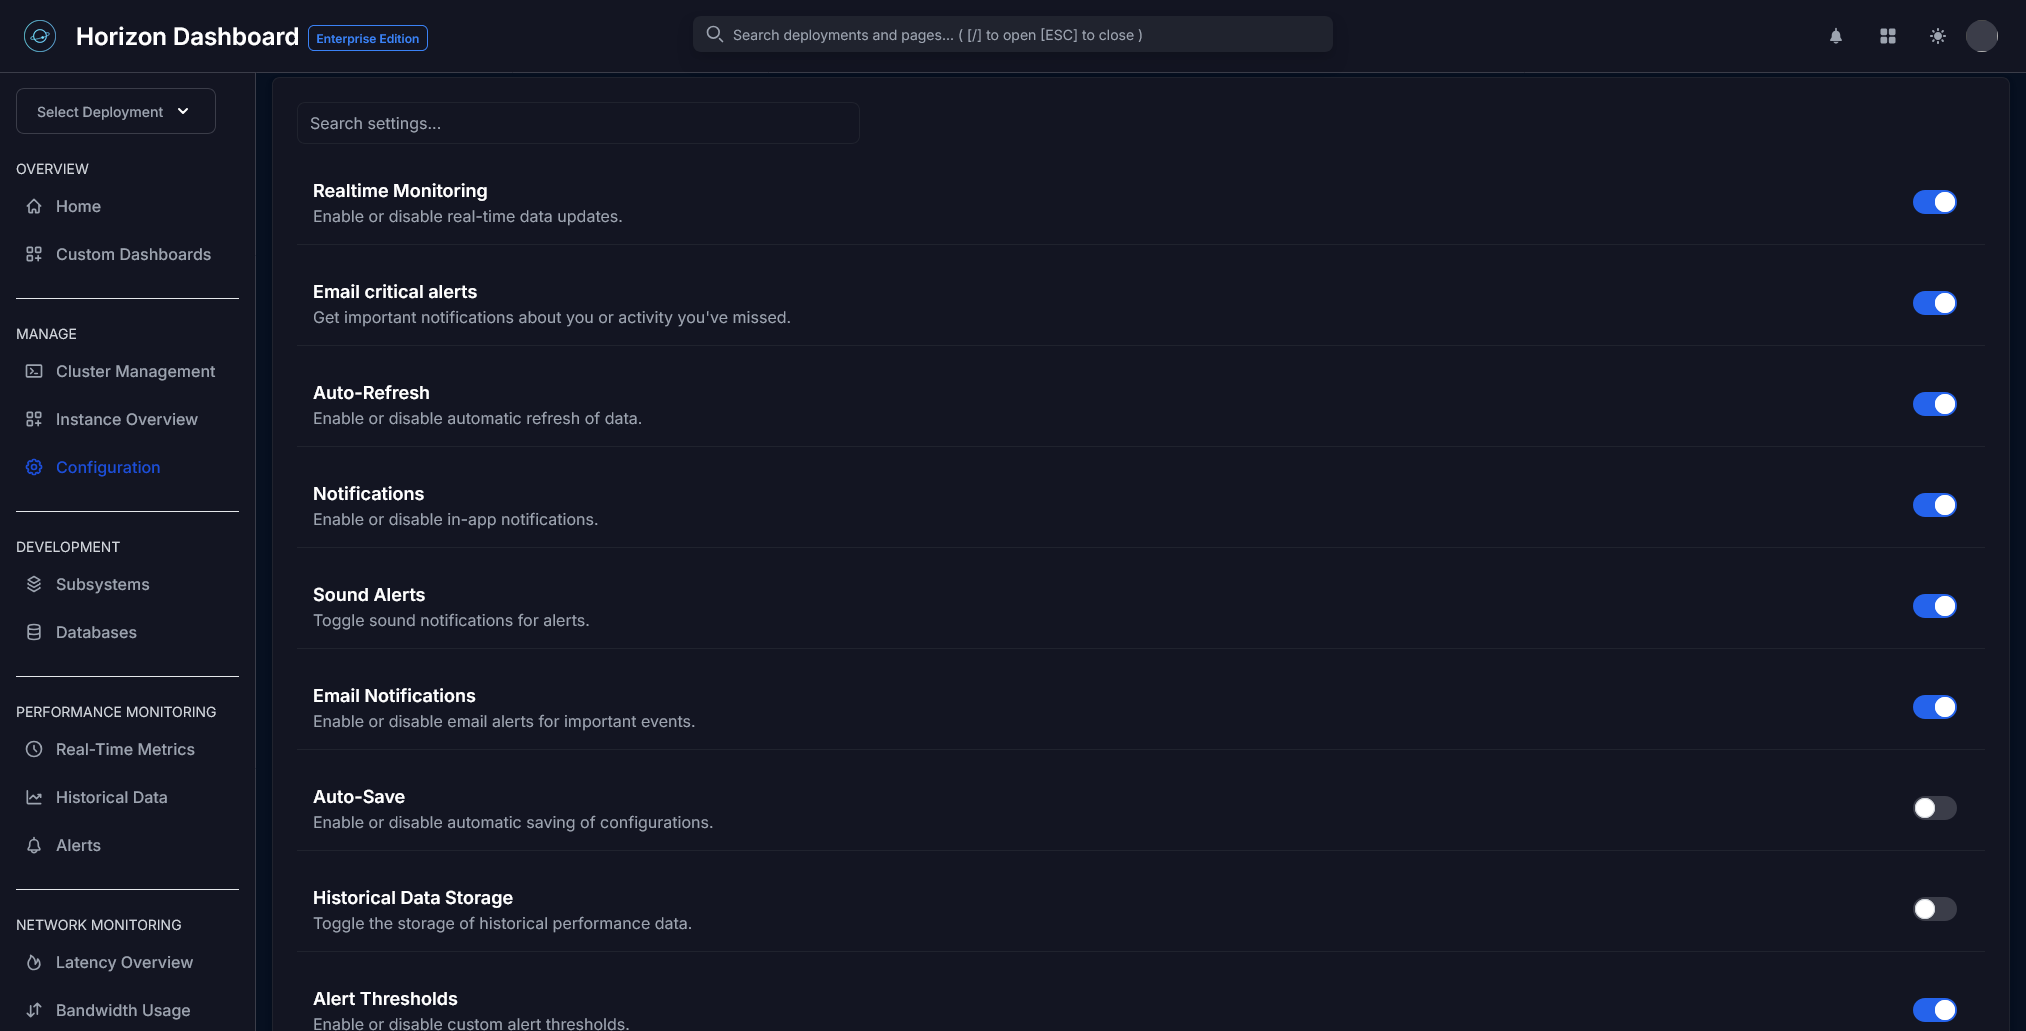 Horizon Dashboard
Enterprise Edition
Search deployments and pages... ( [/] to open [ESC] to close )
Select Deployment
OVERVIEW
Home
Custom Dashboards
MANAGE
Cluster Management
Instance Overview
Configuration
DEVELOPMENT
Subsystems
Databases
PERFORMANCE MONITORING
Real-Time Metrics
Historical Data
Alerts
NETWORK MONITORING
Latency Overview
Bandwidth Usage
Search settings...
Realtime Monitoring
Enable or disable real-time data updates.
Email critical alerts
Get important notifications about you or activity you've missed.
Auto-Refresh
Enable or disable automatic refresh of data.
Notifications
Enable or disable in-app notifications.
Sound Alerts
Toggle sound notifications for alerts.
Email Notifications
Enable or disable email alerts for important events.
Auto-Save
Enable or disable automatic saving of configurations.
Historical Data Storage
Toggle the storage of historical performance data.
Alert Thresholds
Enable or disable custom alert thresholds.